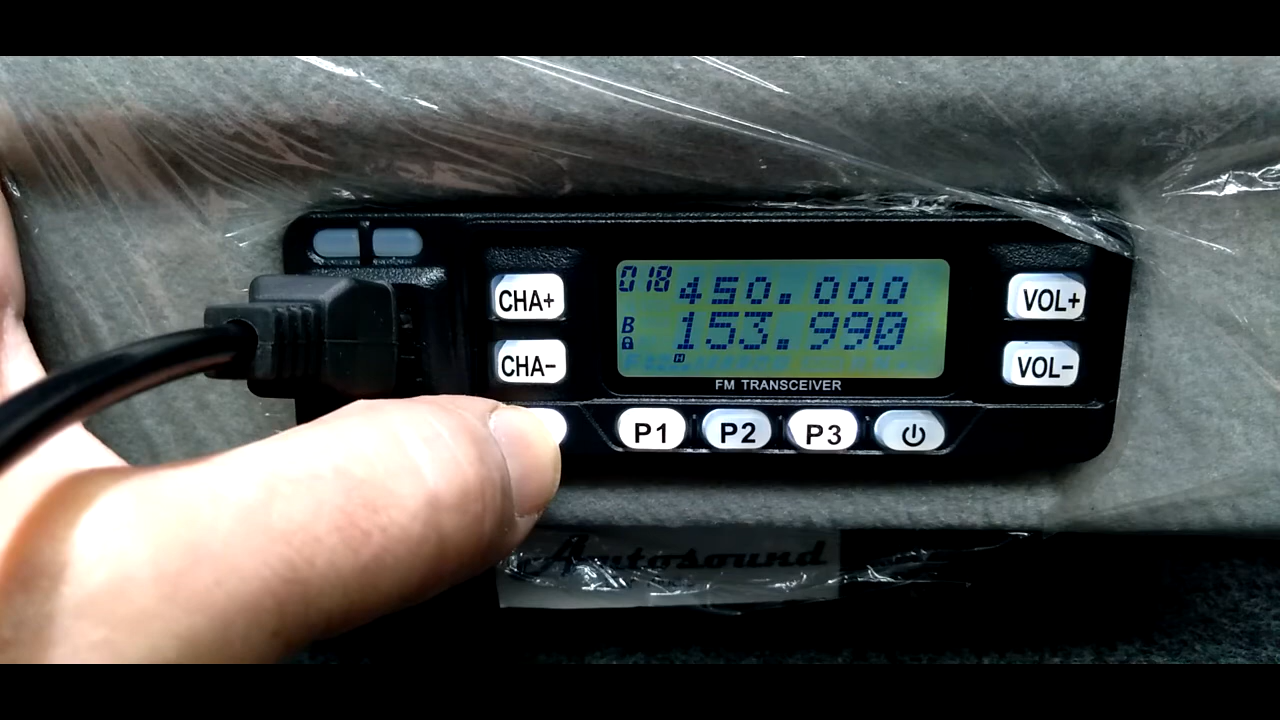 CHA+
018 450.000
VOL+
B 153.990
H
CHA-
VOL-
FM TRANSCEIVER
P1 P2 P3
Autosound